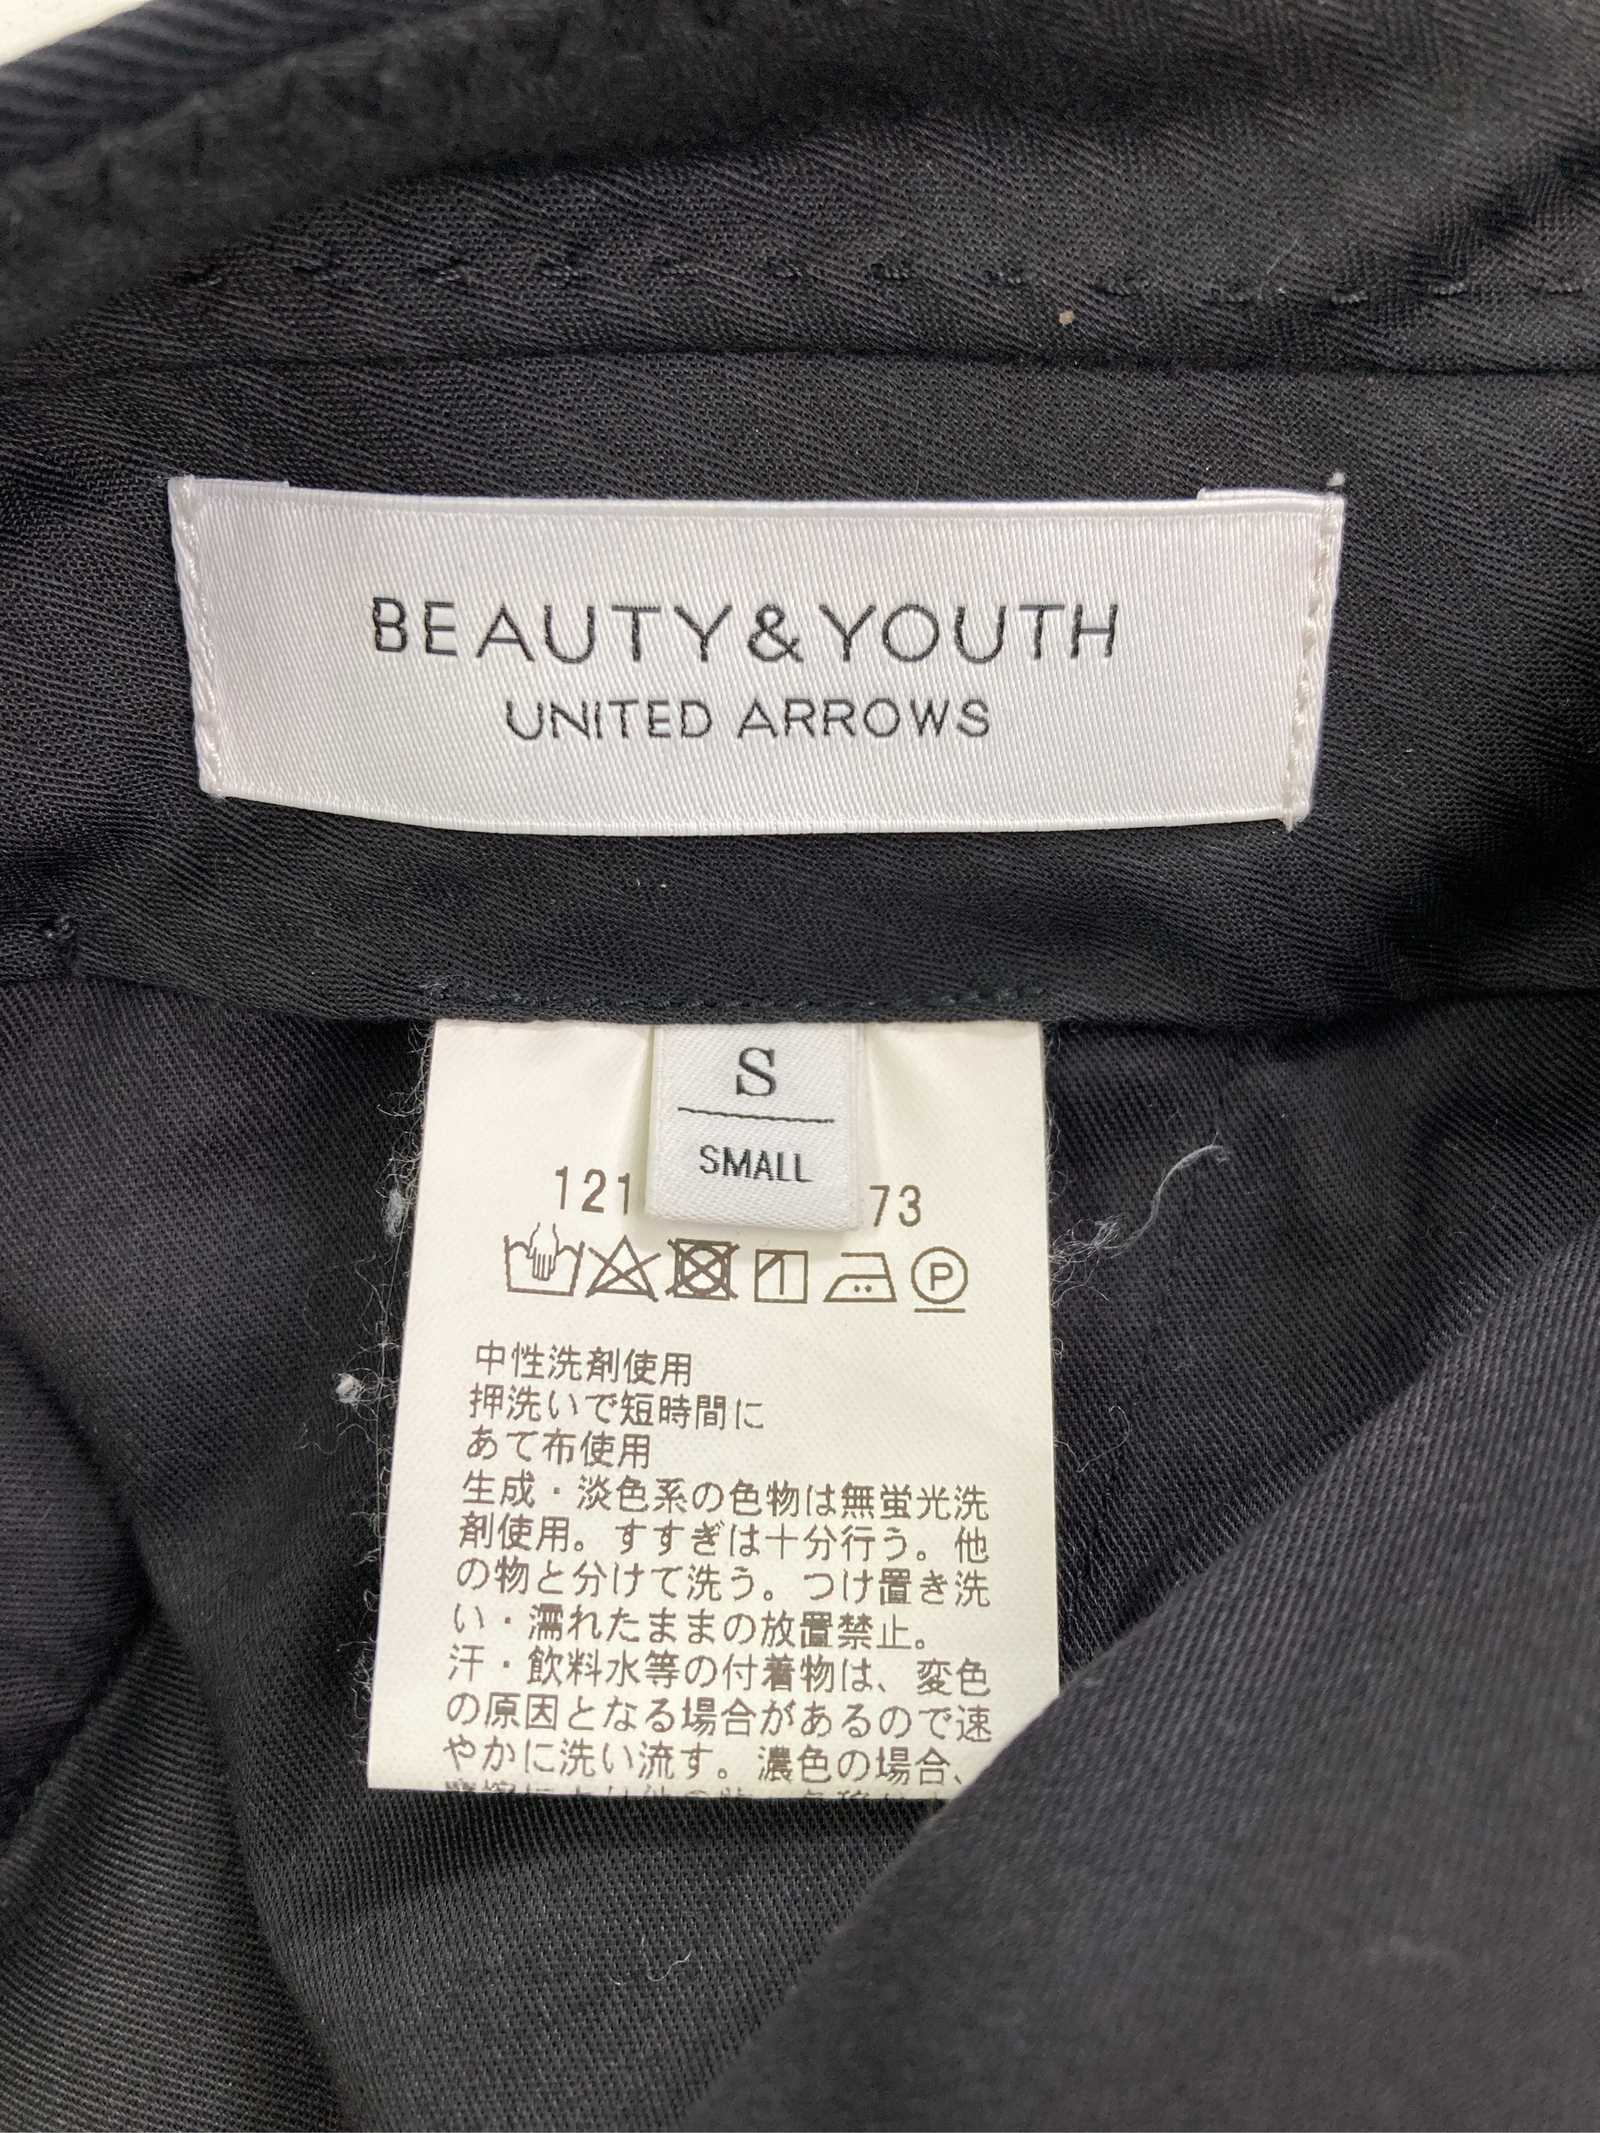 BEAUTY&YOUTH
UNITED ARROWS
S
SMALL
121 73
中性洗剤使用
押洗いで短時間に
あて布使用
生成・淡色系の色物は無蛍光洗
剤使用。すすぎは十分行う。他
の物と分けて洗う。つけ置き洗
い・濡れたままの放置禁止。
汗・飲料水等の付着物は、変色
の原因となる場合があるので速
やかに洗い流す。濃色の場合、